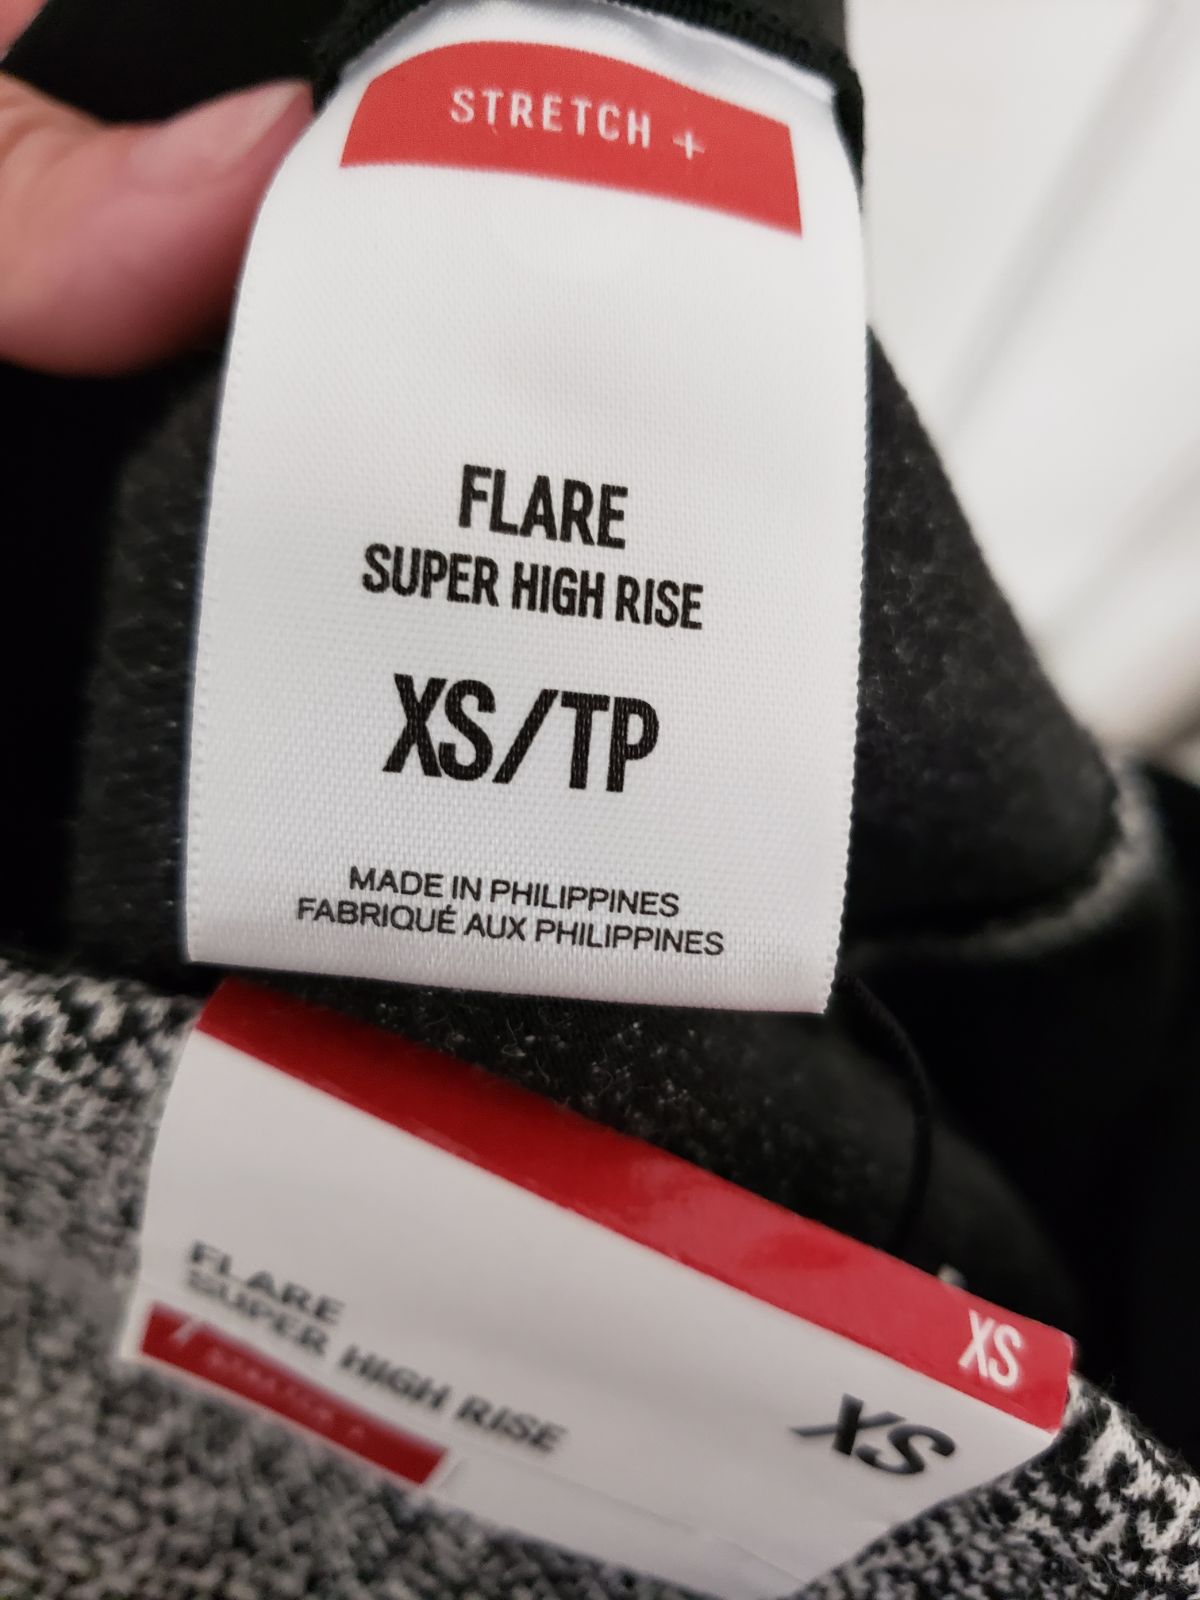 STRETCH +
FLARE
SUPER HIGH RISE
XS/TP
MADE IN PHILIPPINES
FABRIQUÉ AUX PHILIPPINES
XS
FLARE
SUPER HIGH RISE
XS